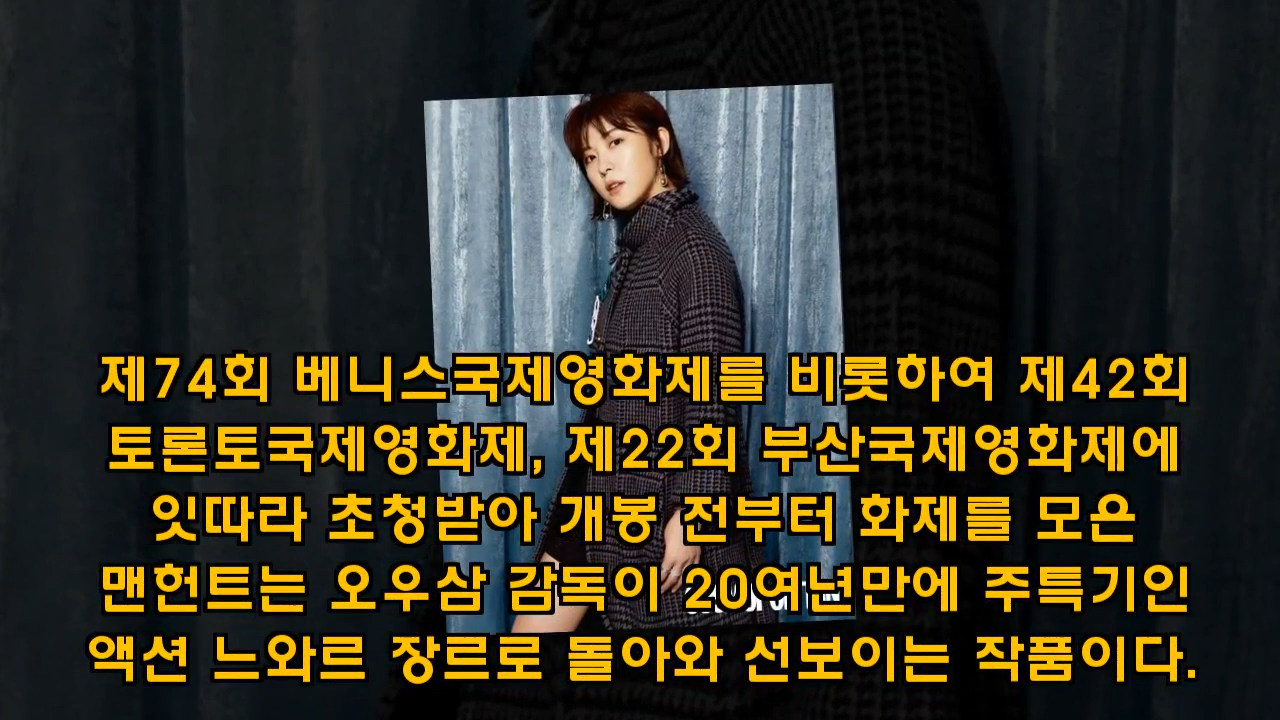 제74회 베니스국제영화제를 비롯하여 제42회
토론토국제영화제, 제22회 부산국제영화제에
잇따라 초청받아 개봉 전부터 화제를 모은
맨헌트는 오우삼 감독이 20여년만에 주특기인
액션 느와르 장르로 돌아와 선보이는 작품이다.